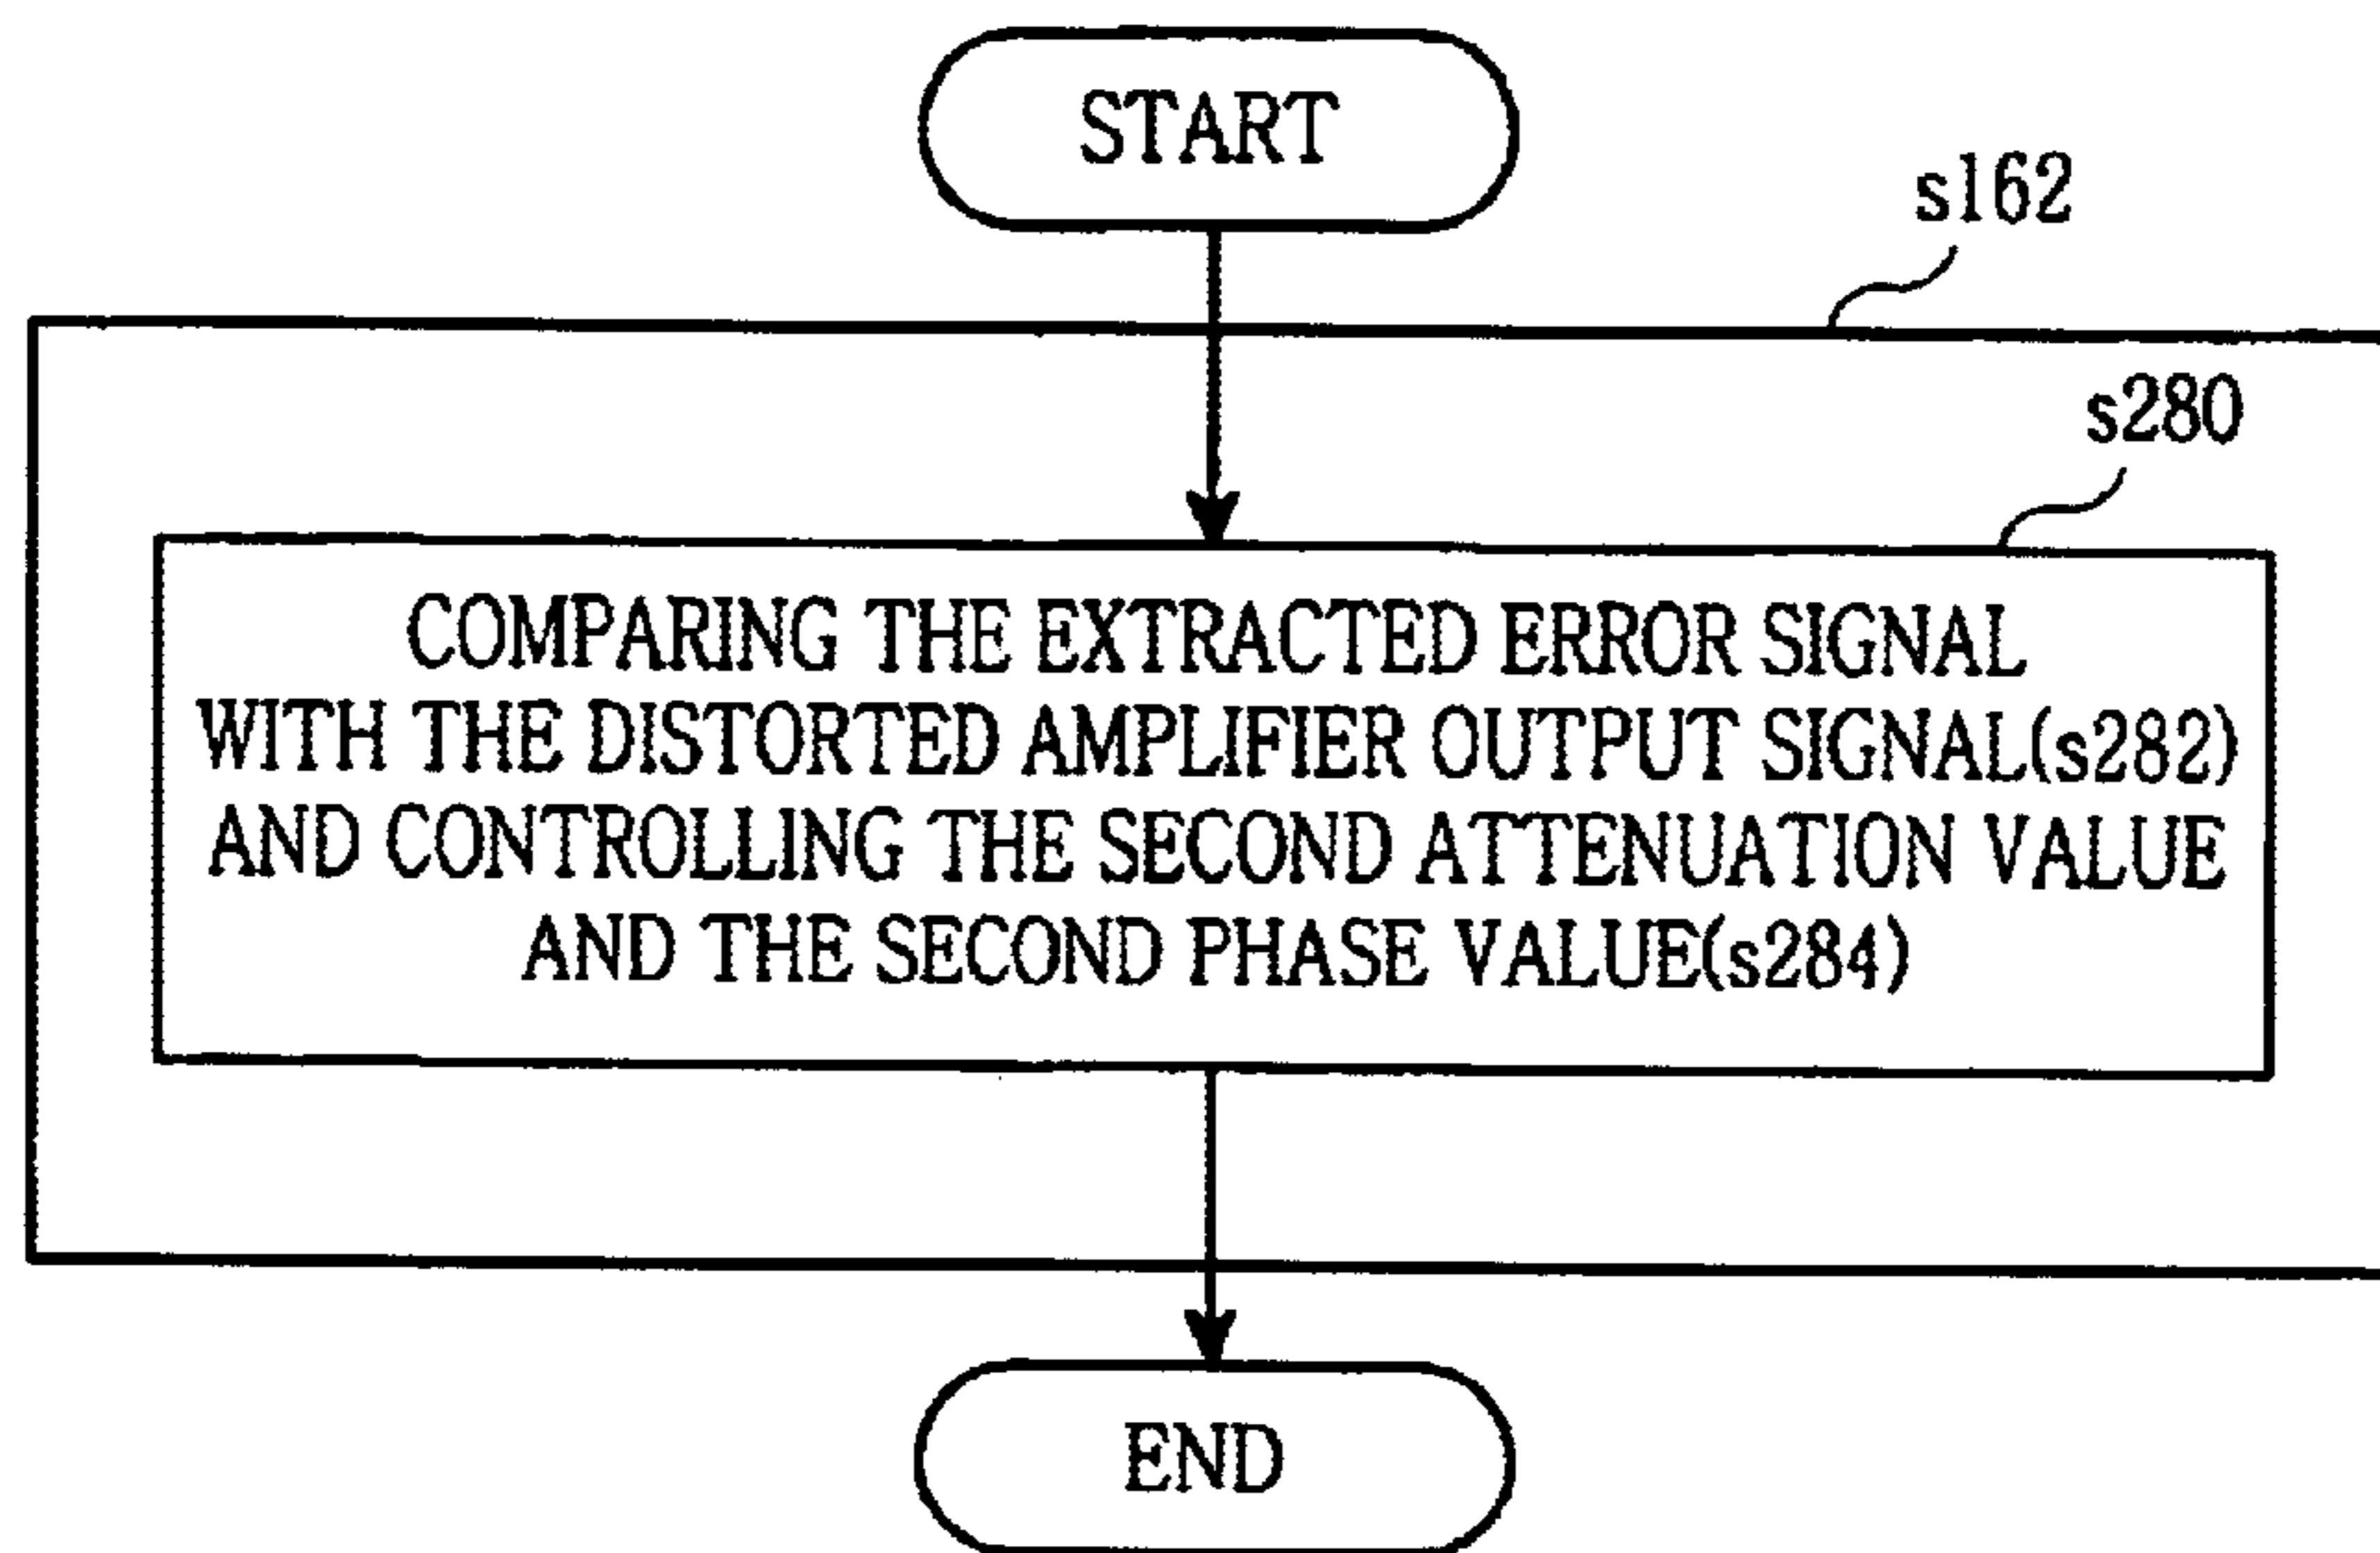 START
s162
s280
COMPARING THE EXTRACTED ERROR SIGNAL
WITH THE DISTORTED AMPLIFIER OUTPUT SIGNAL(s282)
AND CONTROLLING THE SECOND ATTENUATION VALUE
AND THE SECOND PHASE VALUE(s284)
END